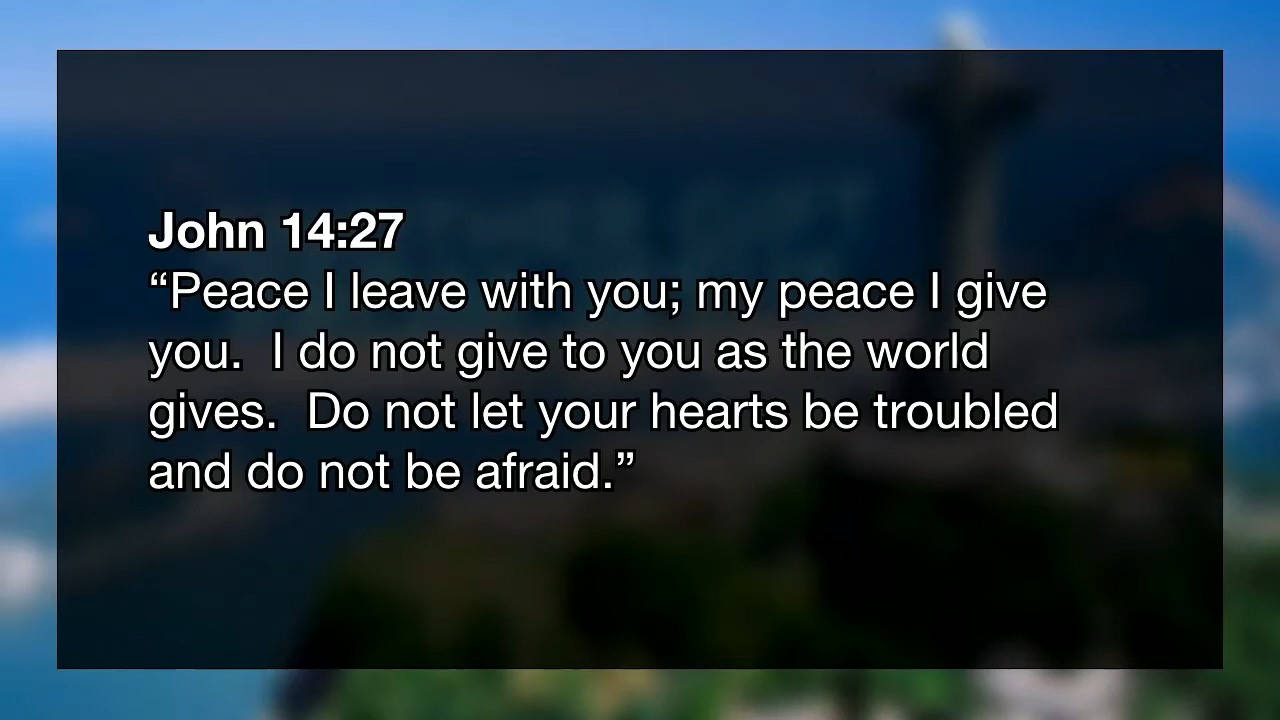 John 14:27
“Peace I leave with you; my peace I give
you.  I do not give to you as the world
gives.  Do not let your hearts be troubled
and do not be afraid.”